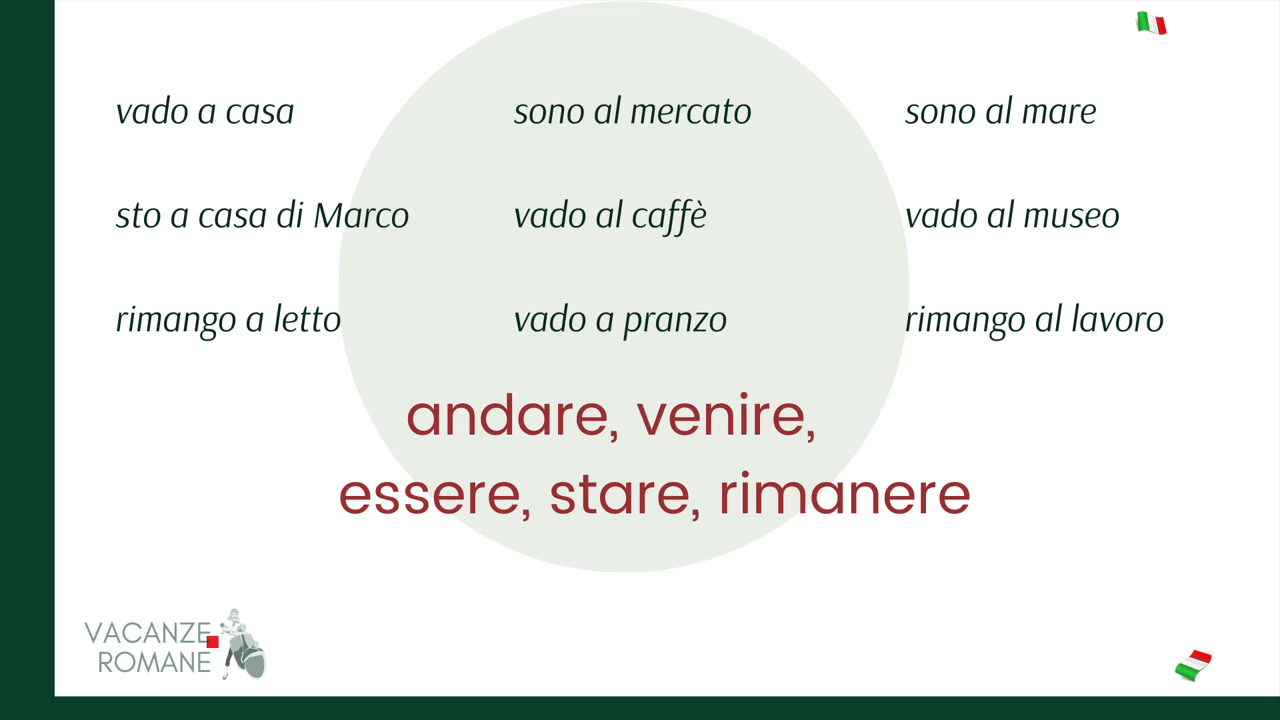 vado a casa
sono al mercato
sono al mare
sto a casa di Marco
vado al caffè
vado al museo
rimango a letto
vado a pranzo
rimango al lavoro
andare, venire,
essere, stare, rimanere
VACANZE
ROMANE